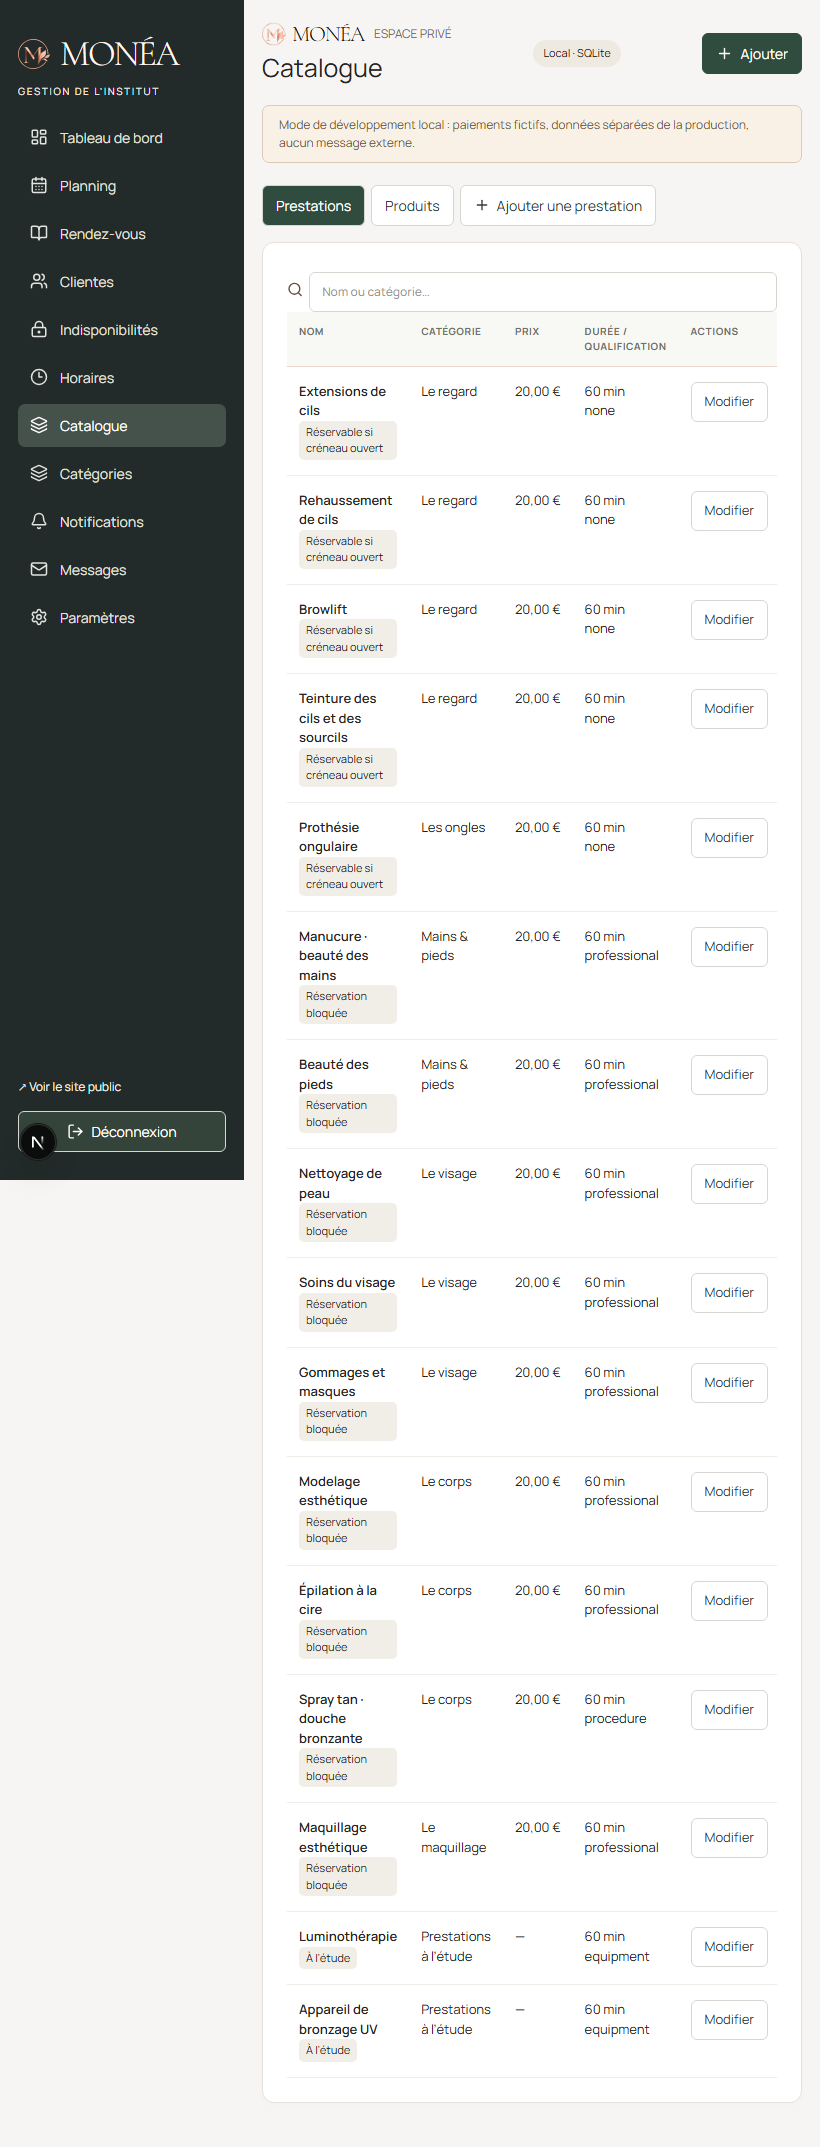 MONÉA
GESTION DE L'INSTITUT
Tableau de bord
Planning
Rendez-vous
Clientes
Indisponibilités
Horaires
Catalogue
Catégories
Notifications
Messages
Paramètres
↗ Voir le site public
Déconnexion
N
MONÉA ESPACE PRIVÉ
Catalogue
Local · SQLite
+ Ajouter
Mode de développement local : paiements fictifs, données séparées de la production,
aucun message externe.
Prestations
Produits
+ Ajouter une prestation
Nom ou catégorie…
NOM CATÉGORIE PRIX DURÉE / QUALIFICATION ACTIONS
Extensions de cils
Réservable si créneau ouvert
Le regard
20,00 €
60 min
none
Modifier
Rehaussement de cils
Réservable si créneau ouvert
Le regard
20,00 €
60 min
none
Modifier
Browlift
Réservable si créneau ouvert
Le regard
20,00 €
60 min
none
Modifier
Teinture des cils et des sourcils
Réservable si créneau ouvert
Le regard
20,00 €
60 min
none
Modifier
Prothésie ongulaire
Réservable si créneau ouvert
Les ongles
20,00 €
60 min
none
Modifier
Manucure · beauté des mains
Réservation bloquée
Mains & pieds
20,00 €
60 min
professional
Modifier
Beauté des pieds
Réservation bloquée
Mains & pieds
20,00 €
60 min
professional
Modifier
Nettoyage de peau
Réservation bloquée
Le visage
20,00 €
60 min
professional
Modifier
Soins du visage
Réservation bloquée
Le visage
20,00 €
60 min
professional
Modifier
Gommages et masques
Réservation bloquée
Le visage
20,00 €
60 min
professional
Modifier
Modelage esthétique
Réservation bloquée
Le corps
20,00 €
60 min
professional
Modifier
Épilation à la cire
Réservation bloquée
Le corps
20,00 €
60 min
professional
Modifier
Spray tan · douche bronzante
Réservation bloquée
Le corps
20,00 €
60 min
procedure
Modifier
Maquillage esthétique
Réservation bloquée
Le maquillage
20,00 €
60 min
professional
Modifier
Luminothérapie
À l'étude
Prestations à l'étude
—
60 min
equipment
Modifier
Appareil de bronzage UV
À l'étude
Prestations à l'étude
—
60 min
equipment
Modifier